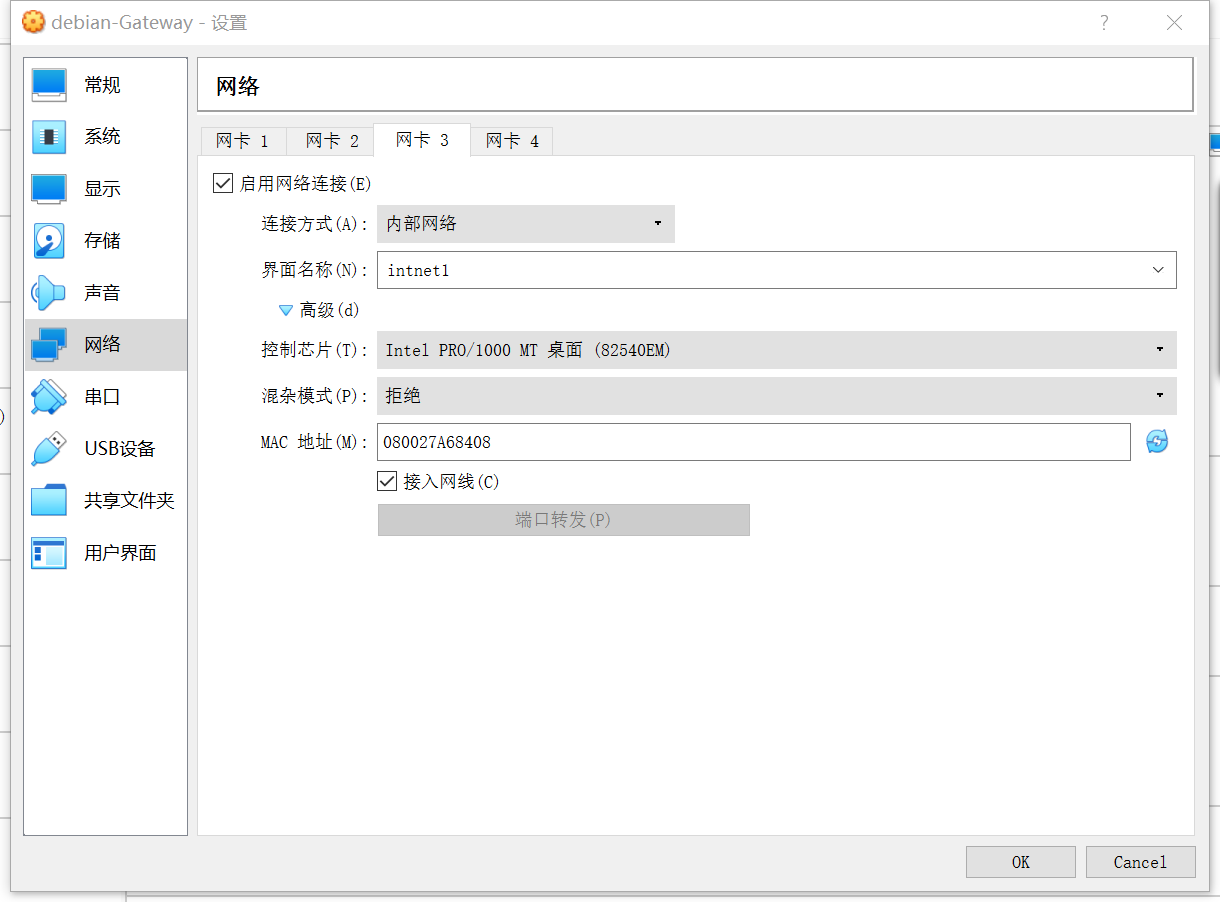 debian-Gateway - 设置
?
常规
系统
显示
存储
声音
网络
串口
USB设备
共享文件夹
用户界面
网络
网卡 1 网卡 2 网卡 3 网卡 4
启用网络连接(E)
连接方式(A): 内部网络
界面名称(N): intnet1
高级(d)
控制芯片(T): Intel PRO/1000 MT 桌面 (82540EM)
混杂模式(P): 拒绝
MAC 地址(M): 080027A68408
接入网线(C)
端口转发(P)
OK Cancel